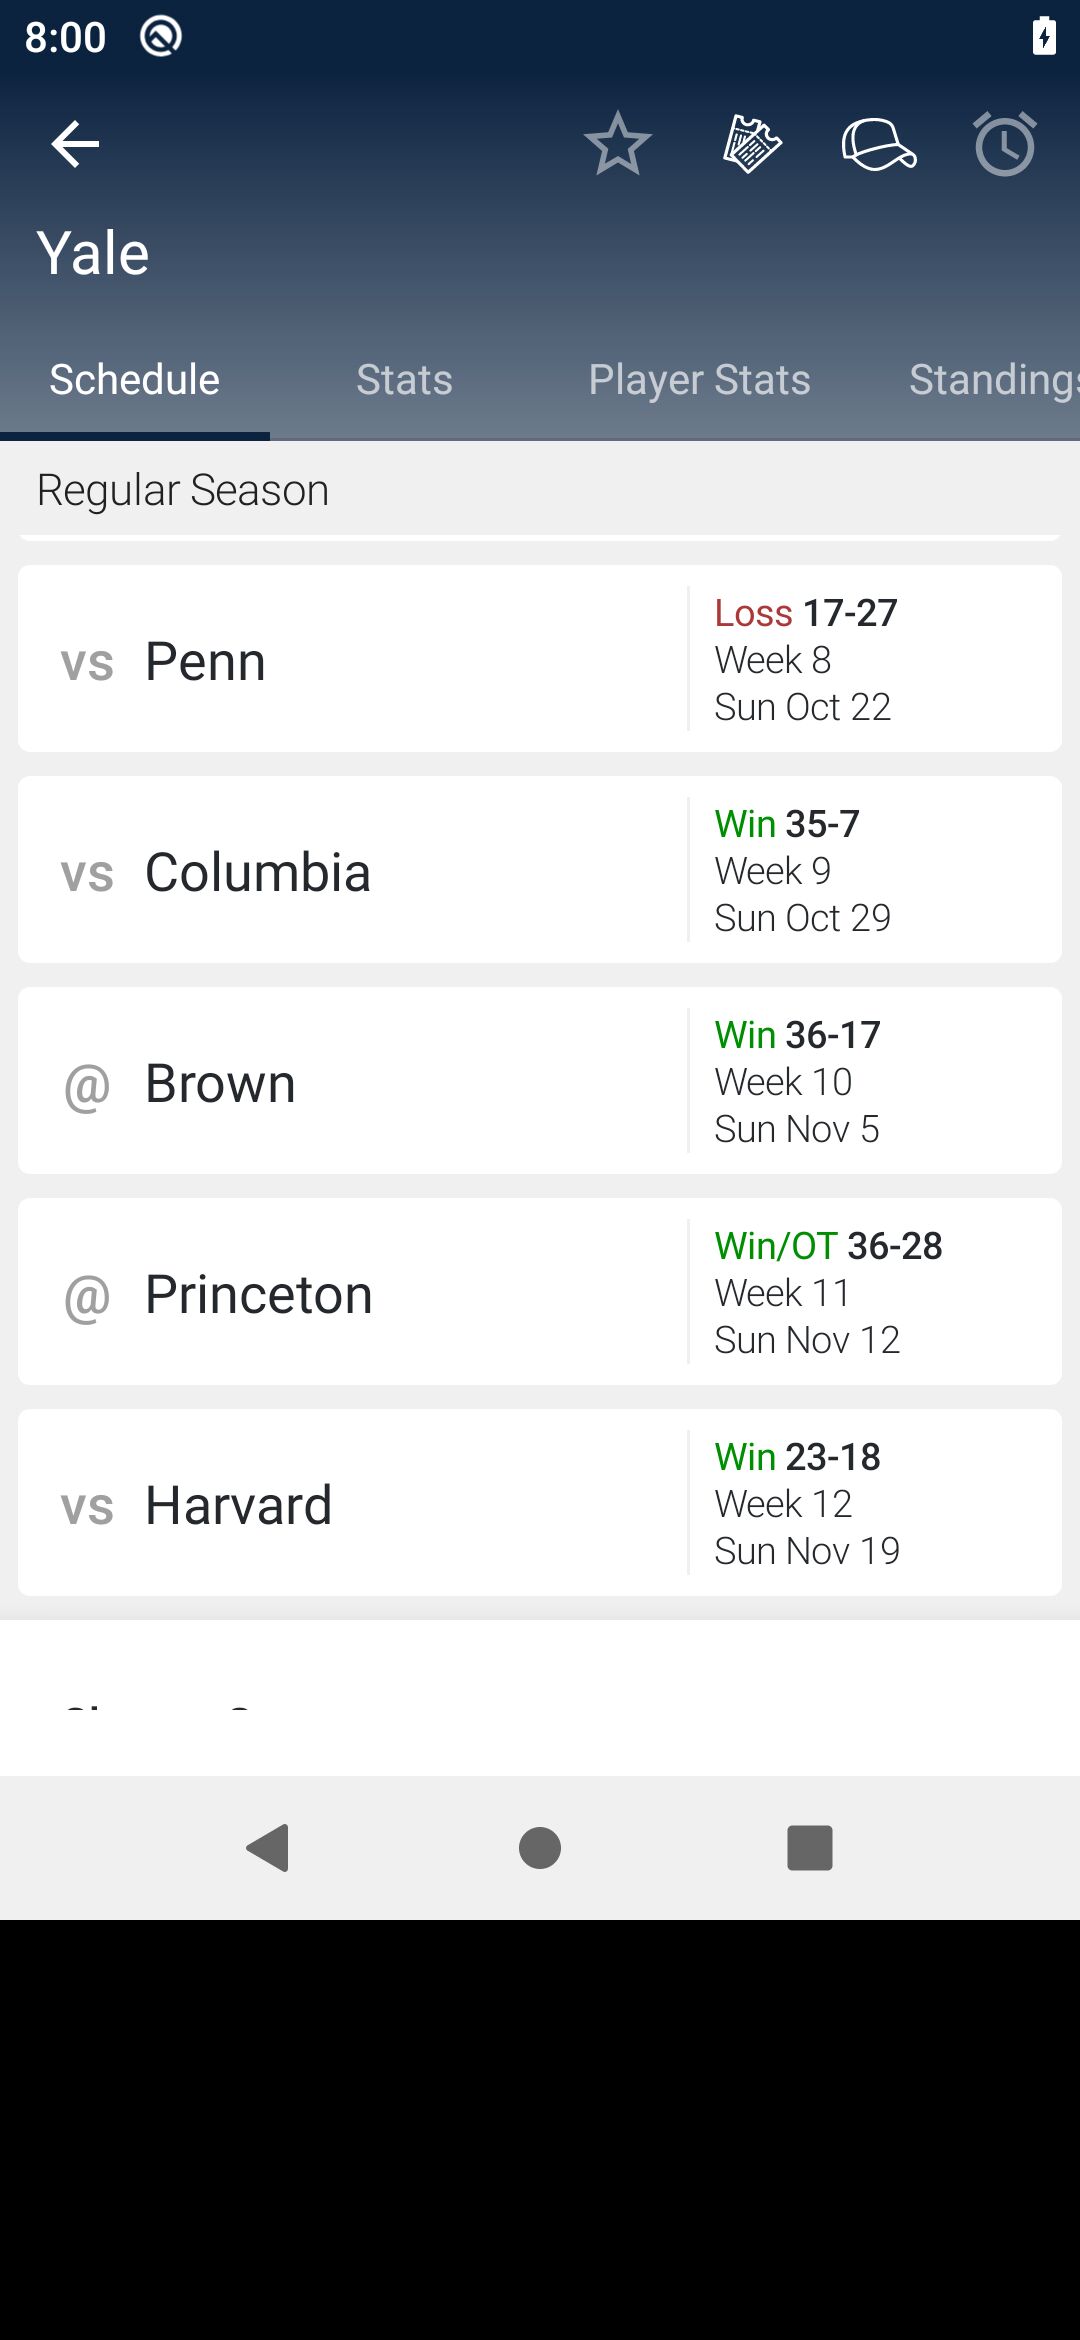 8:00
Yale
Schedule
Stats
Player Stats
Standings
Regular Season
vs Penn
Loss 17-27
Week 8
Sun Oct 22
vs Columbia
Win 35-7
Week 9
Sun Oct 29
@ Brown
Win 36-17
Week 10
Sun Nov 5
@ Princeton
Win/OT 36-28
Week 11
Sun Nov 12
vs Harvard
Win 23-18
Week 12
Sun Nov 19